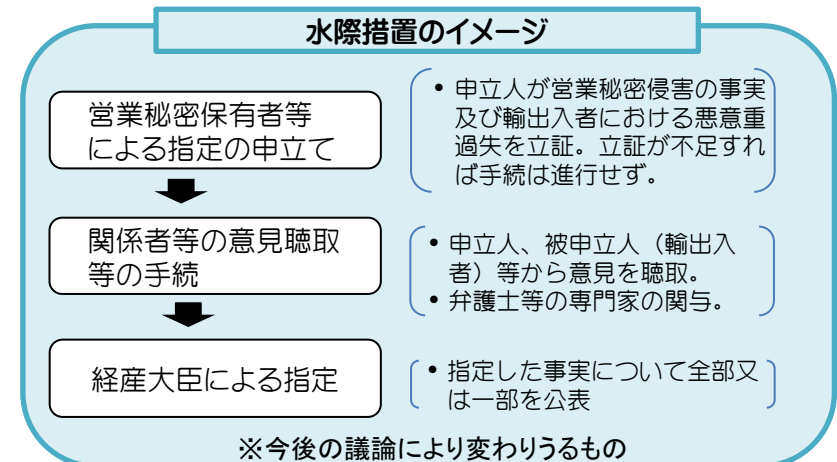 水際措置のイメージ
営業秘密保有者等
による指定の申立て
• 申立人が営業秘密侵害の事実
及び輸出入者における悪意重
過失を立証。立証が不足すれ
ば手続は進行せず。
関係者等の意見聴取
等の手続
• 申立人、被申立人（輸出入
者）等から意見を聴取。
• 弁護士等の専門家の関与。
経産大臣による指定
• 指定した事実について全部又
は一部を公表
※今後の議論により変わりうるもの